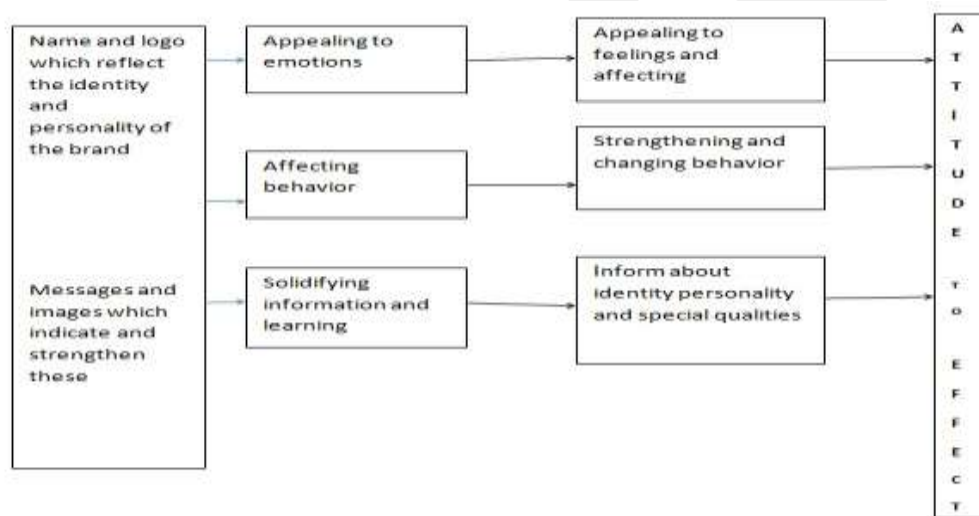 Name and logo
which reflect
the identity
and
personality of
the brand
Messages and
images which
indicate and
strengthen
these
Appealing to
emotions
Affecting
behavior
Solidifying
information and
learning
Appealing to
feelings and
affecting
Strengthening and
changing behavior
Inform about
identity personality
and special qualities
A
T
T
I
T
U
D
E
T
O
E
F
F
E
C
T